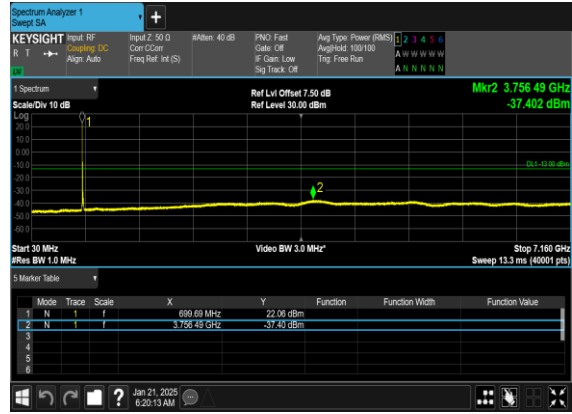 Spectrum Analyzer 1
Swept SA
+
KEYSIGHT
R T
Input: RF
Coupling: DC
Align: Auto
Input Z: 50 Ω
Corr CCorr
Freq Ref: Int (S)
#Atten: 40 dB
PNO: Fast
Gate: Off
IF Gain: Low
Sig Track: Off
Avg Type: Power (RMS)
Avg|Hold: 100/100
Trig: Free Run
1 2 3 4 5 6
A W W W W W
A N N N N N
1 Spectrum
Scale/Div 10 dB
Log
Ref Lvl Offset 7.50 dB
Ref Level 30.00 dBm
Mkr2 3.756 49 GHz
-37.402 dBm
20.0
10.0
0.00
-10.0
-20.0
-30.0
-40.0
-50.0
-60.0
1
DL1 -13.00 dBm
2
Start 30 MHz
#Res BW 1.0 MHz
Video BW 3.0 MHz*
Stop 7.160 GHz
Sweep 13.3 ms (40001 pts)
5 Marker Table
Mode Trace Scale X Y Function Function Width Function Value
1 N 1 f 699.69 MHz 22.06 dBm
2 N 1 f 3.756 49 GHz -37.40 dBm
3
4
5
6
?
Jan 21, 2025
6:20:13 AM